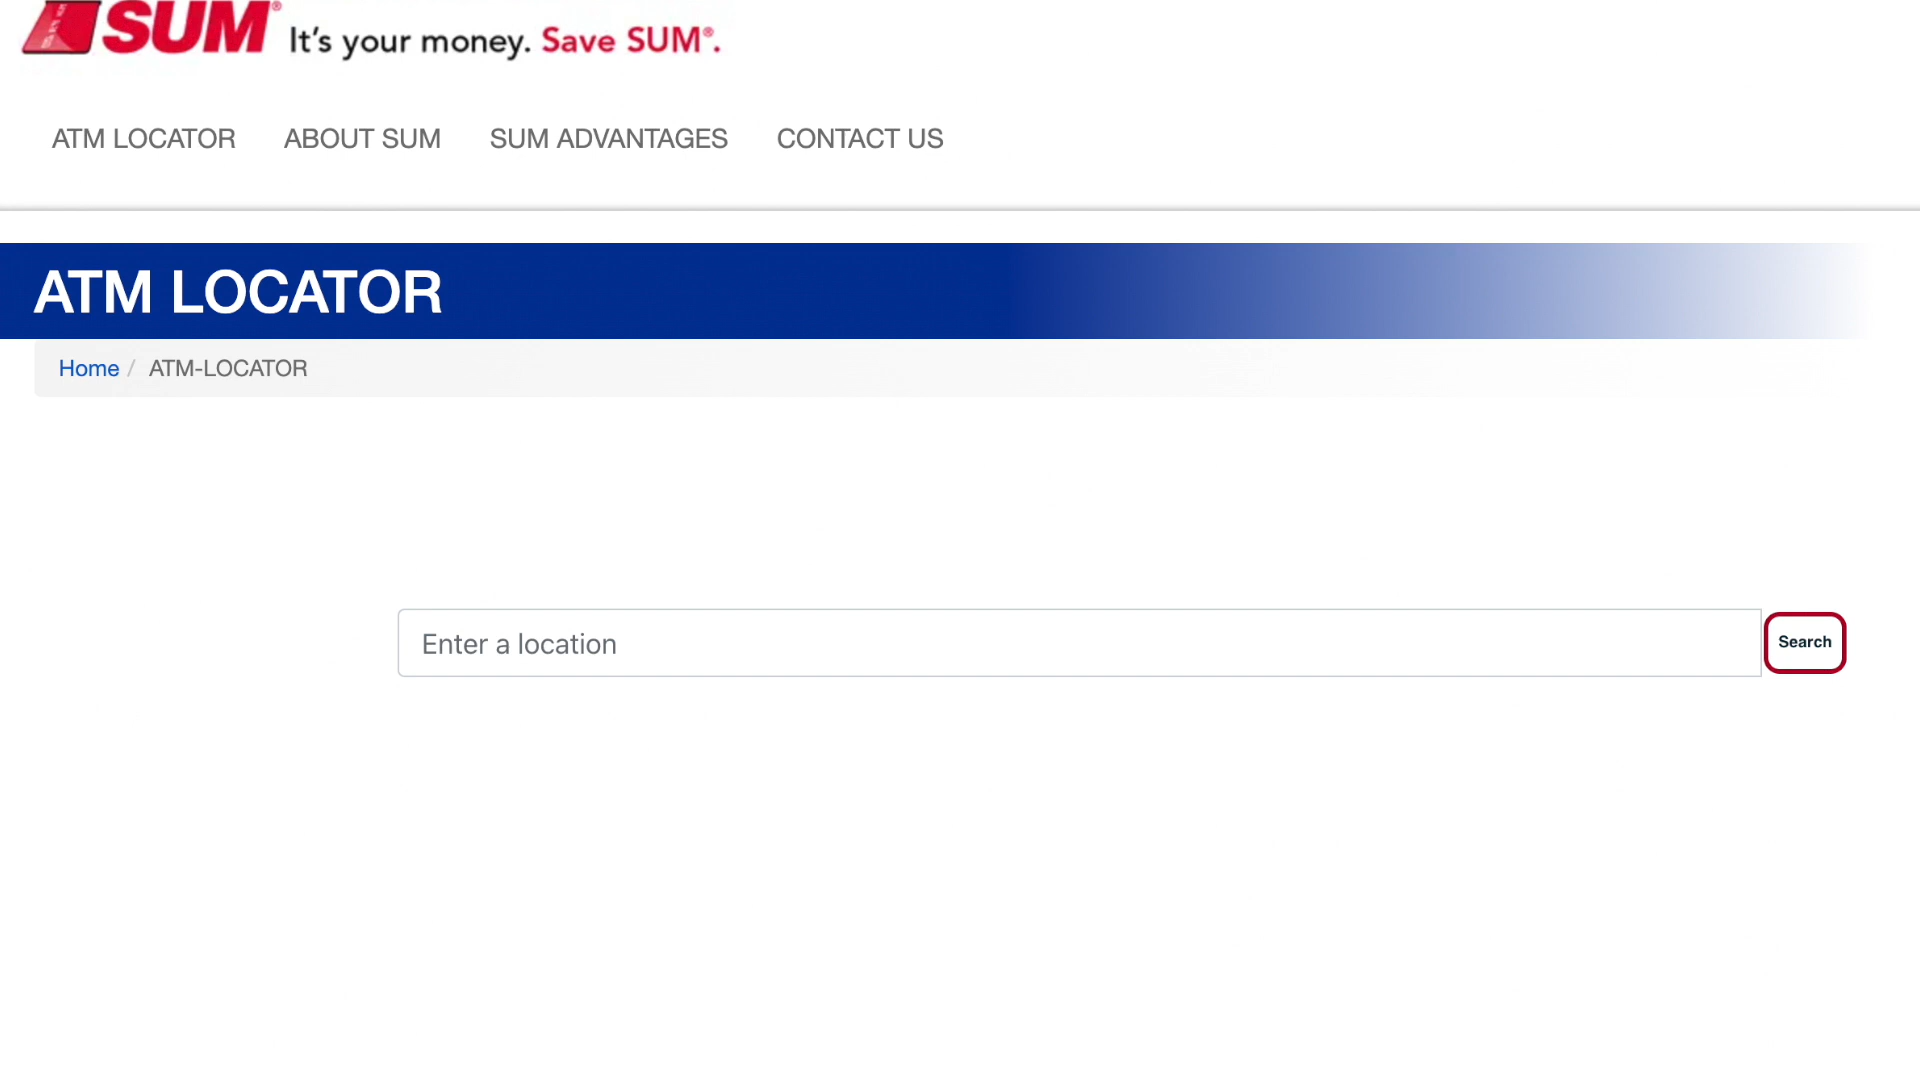 SUM® It's your money. Save SUM®.
ATM LOCATOR ABOUT SUM SUM ADVANTAGES CONTACT US
ATM LOCATOR
Home / ATM-LOCATOR
Enter a location Search